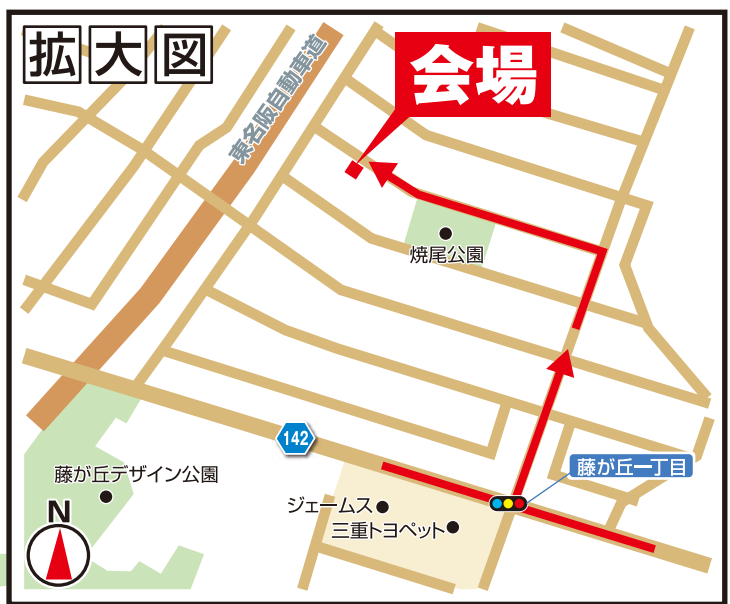 拡大図
東名阪自動車道
会場
焼尾公園
142
藤が丘一丁目
藤が丘デザイン公園
ジェームス
三重トヨペット
N